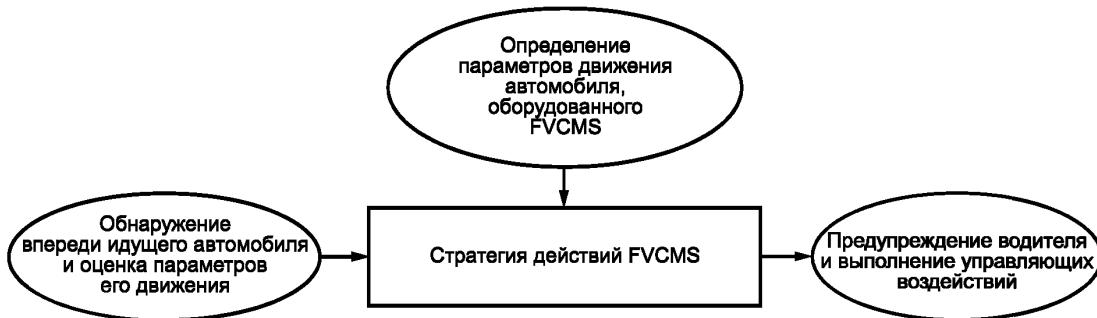 Определение
параметров движения
автомобиля,
оборудованного
FVCMS
Обнаружение
впереди идущего автомобиля
и оценка параметров
его движения
Стратегия действий FVCMS
Предупреждение водителя
и выполнение управляющих
воздействий